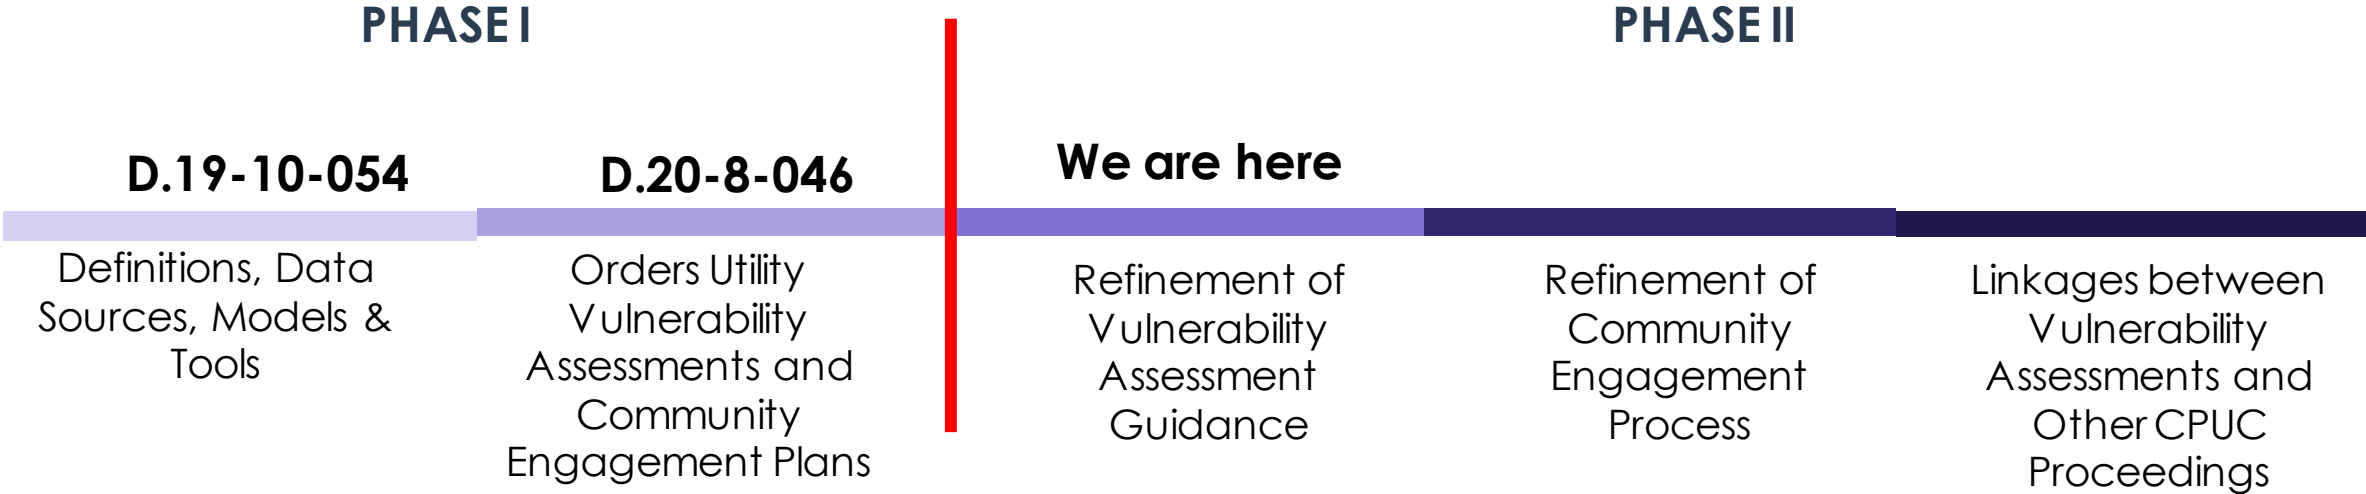 PHASE I
PHASE II
D.19-10-054
D.20-8-046
We are here
Definitions, Data
Sources, Models &
Tools
Orders Utility
Vulnerability
Assessments and
Community
Engagement Plans
Refinement of
Vulnerability
Assessment
Guidance
Refinement of
Community
Engagement
Process
Linkages between
Vulnerability
Assessments and
Other CPUC
Proceedings